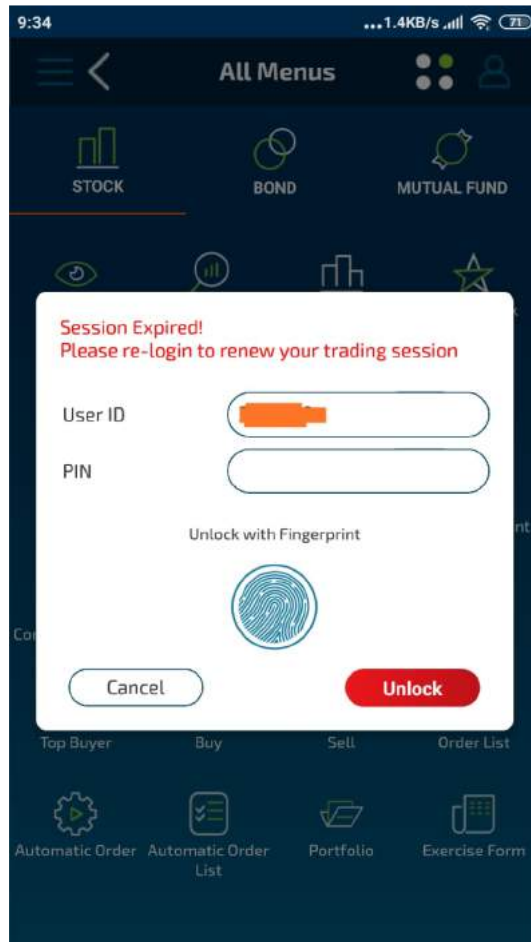 9:34
...1.4KB/s
71
All Menus
STOCK
BOND
MUTUAL FUND
Session Expired!
Please re-login to renew your trading session
User ID
PIN
Unlock with Fingerprint
Cancel
Unlock
Top Buyer
Buy
Sell
Order List
Automatic Order
Automatic Order
List
Portfolio
Exercise Form